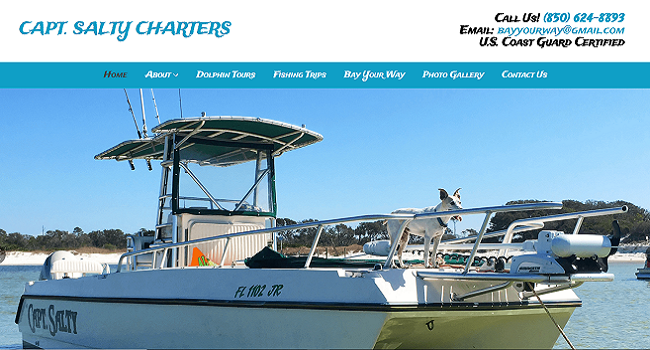 CAPT. SALTY CHARTERS
Call Us! (850) 624-8893
Email: bayyourway@gmail.com
U.S. Coast Guard Certified
Home About Dolphin Tours Fishing Trips Bay Your Way Photo Gallery Contact Us
FL 1102 JR
CAPT. SALTY